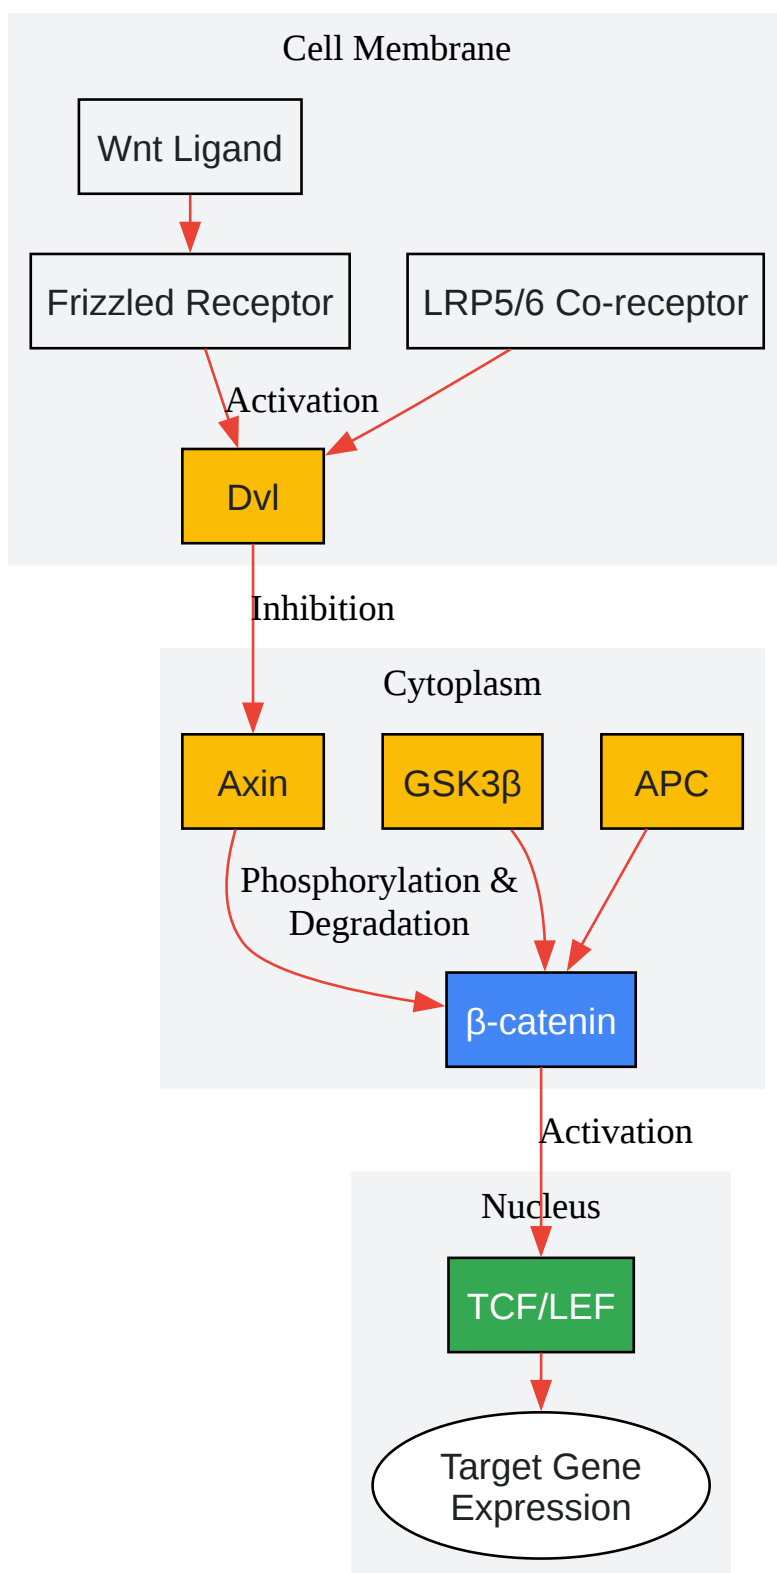 Cell Membrane
Wnt Ligand
Frizzled Receptor
LRP5/6 Co-receptor
Activation
Dvl
Inhibition
Cytoplasm
Axin
GSK3β
APC
Phosphorylation &
Degradation
β-catenin
Activation
Nucleus
TCF/LEF
Target Gene
Expression